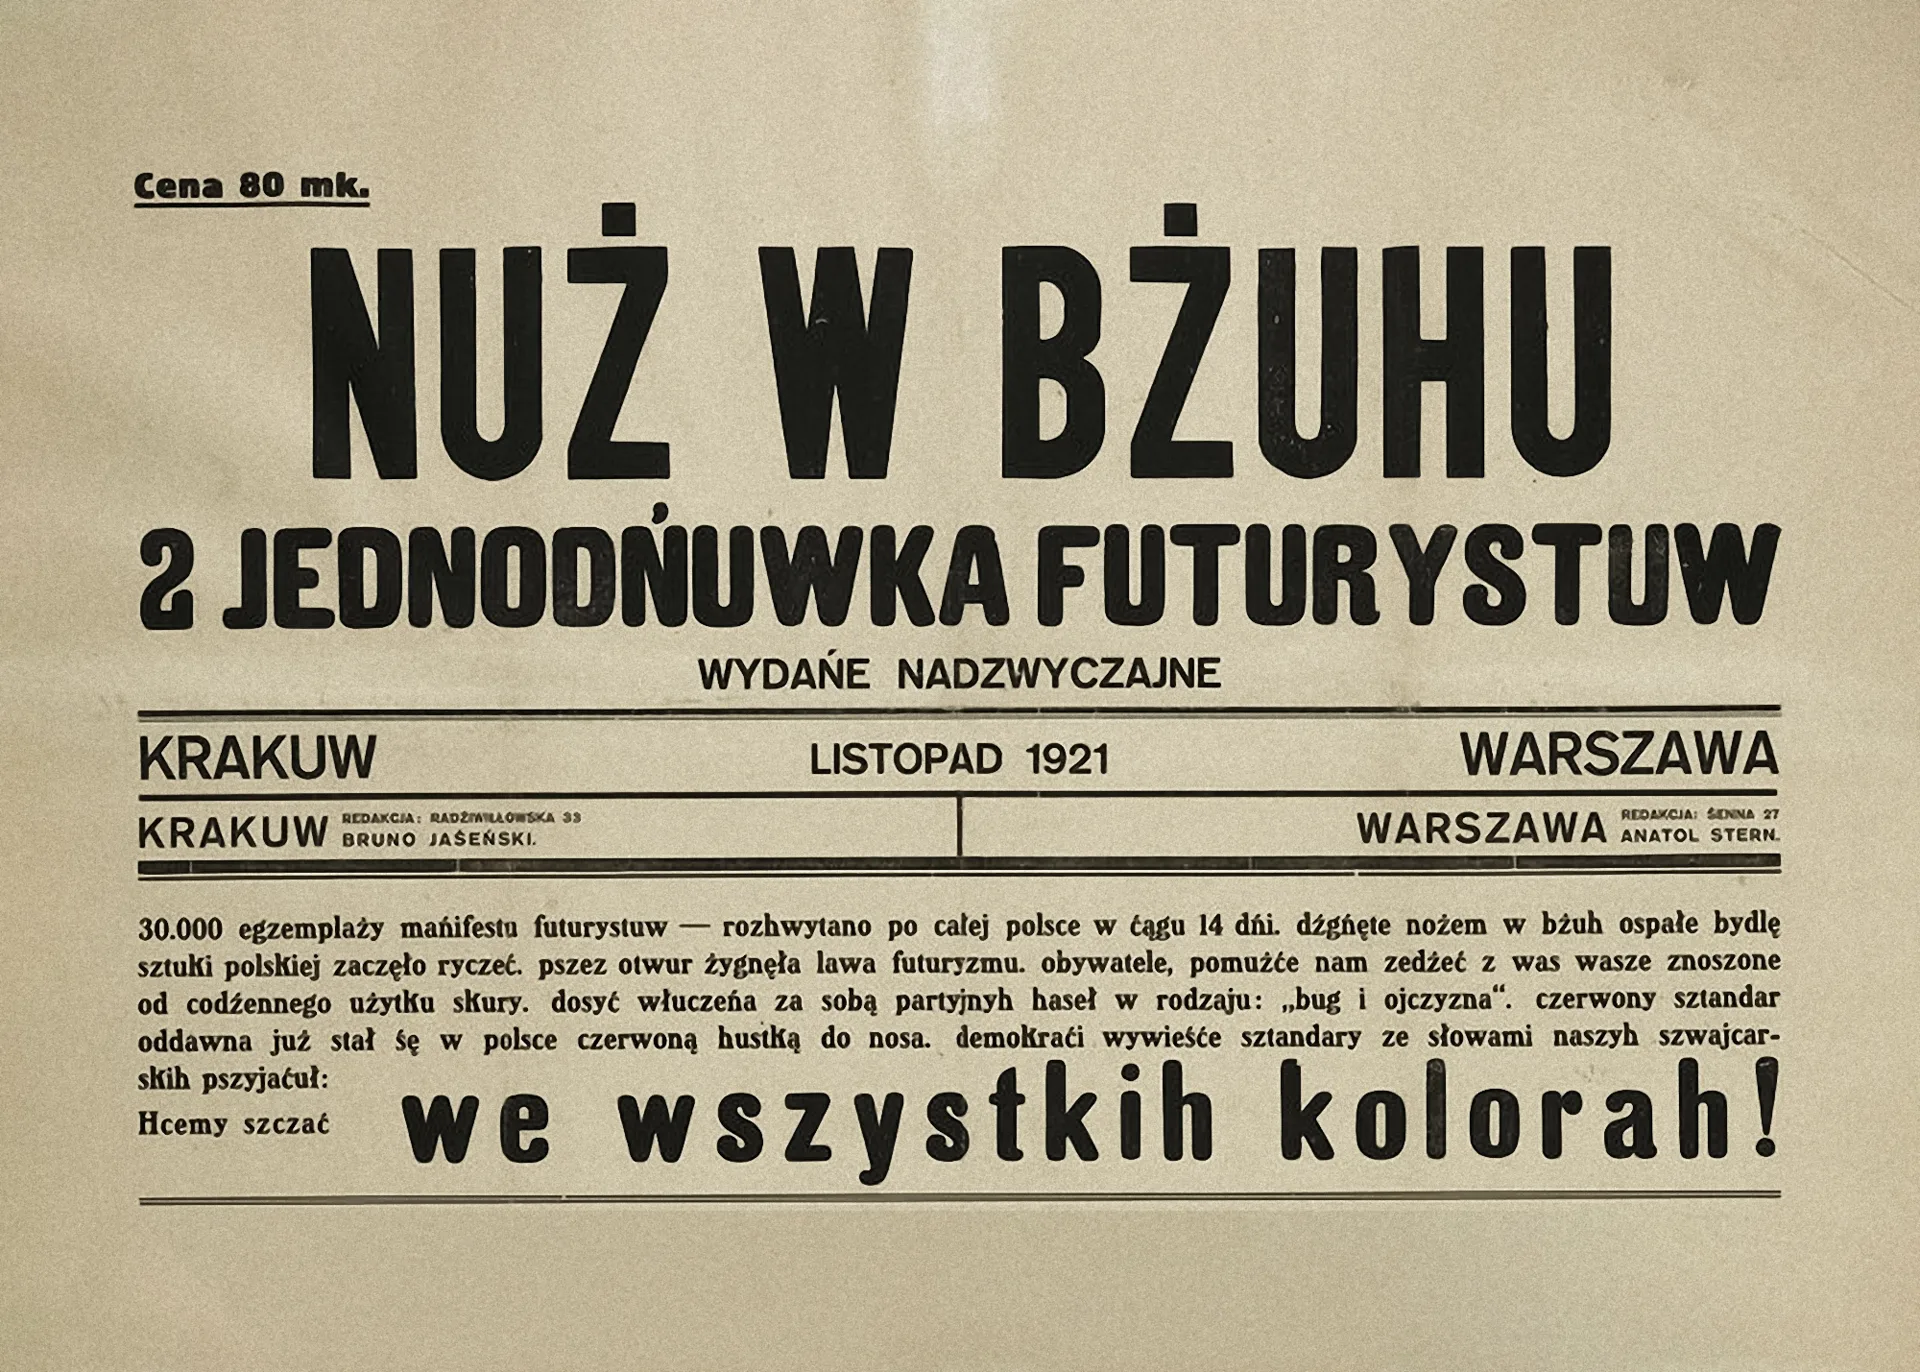 Cena 80 mk.
NUŻ W BŻUHU
2 JEDNODŃUWKA FUTURYSTUW
WYDAŃE NADZWYCZAJNE
KRAKUW LISTOPAD 1921 WARSZAWA
KRAKUW REDAKCJA: RADŹIWIŁŁOWSKA 33 WARSZAWA REDAKCJA: ŚENNA 27
BRUNO JAŚEŃSKI. ANATOL STERN.
30.000 egzemplaży mańifestu futurystuw — rozhwytano po całej polsce w ćągu 14 dńi. dźgńęte nożem w bżuh ospałe bydlę
sztuki polskiej zaczęło ryczeć. pszez otwur żygnęła lawa futuryzmu. obywatele, pomużće nam zedżeć z was wasze znoszone
od codźennego użytku skury. dosyć włuczeńa za sobą partyjnyh haseł w rodzaju: „bug i ojczyzna“. czerwony sztandar
oddawna już stał śę w polsce czerwoną hustką do nosa. demokraći wywieśće sztandary ze słowami naszyh szwajcar-
skih pszyjaćuł:
Hcemy szczać we wszystkih kolorah!